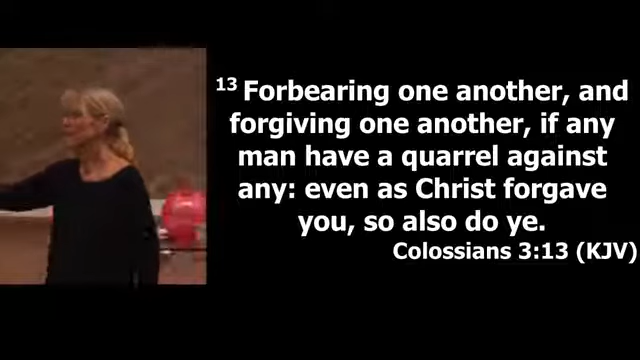 13 Forbearing one another, and
forgiving one another, if any
man have a quarrel against
any: even as Christ forgave
you, so also do ye.
Colossians 3:13 (KJV)